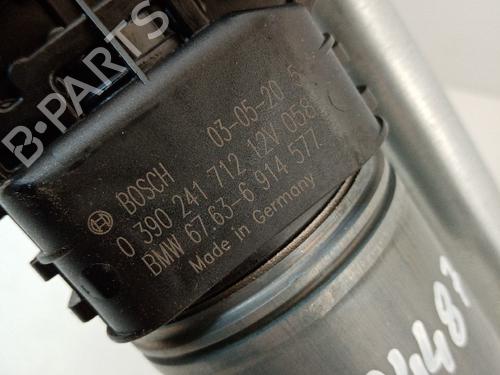 B-PARTS
BOSCH 03-05-20 5
0 390 241 712 12V 058
BMW 67.63-6 914 577
Made in Germany
4487